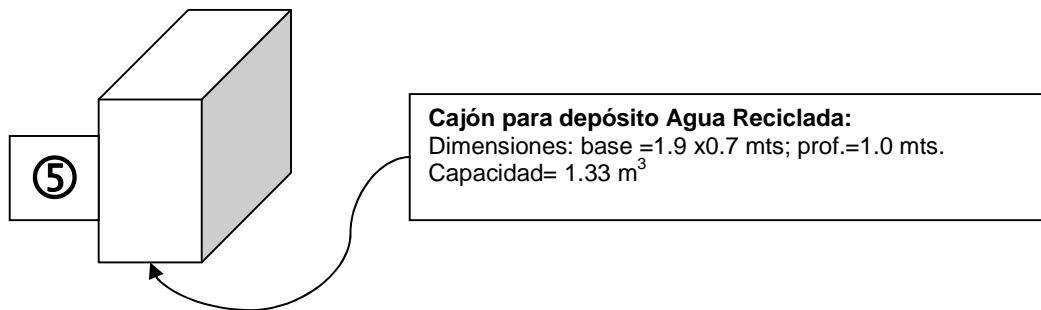 ⑤
Cajón para depósito Agua Reciclada:
Dimensiones: base =1.9 x0.7 mts; prof.=1.0 mts.
Capacidad= 1.33 m³